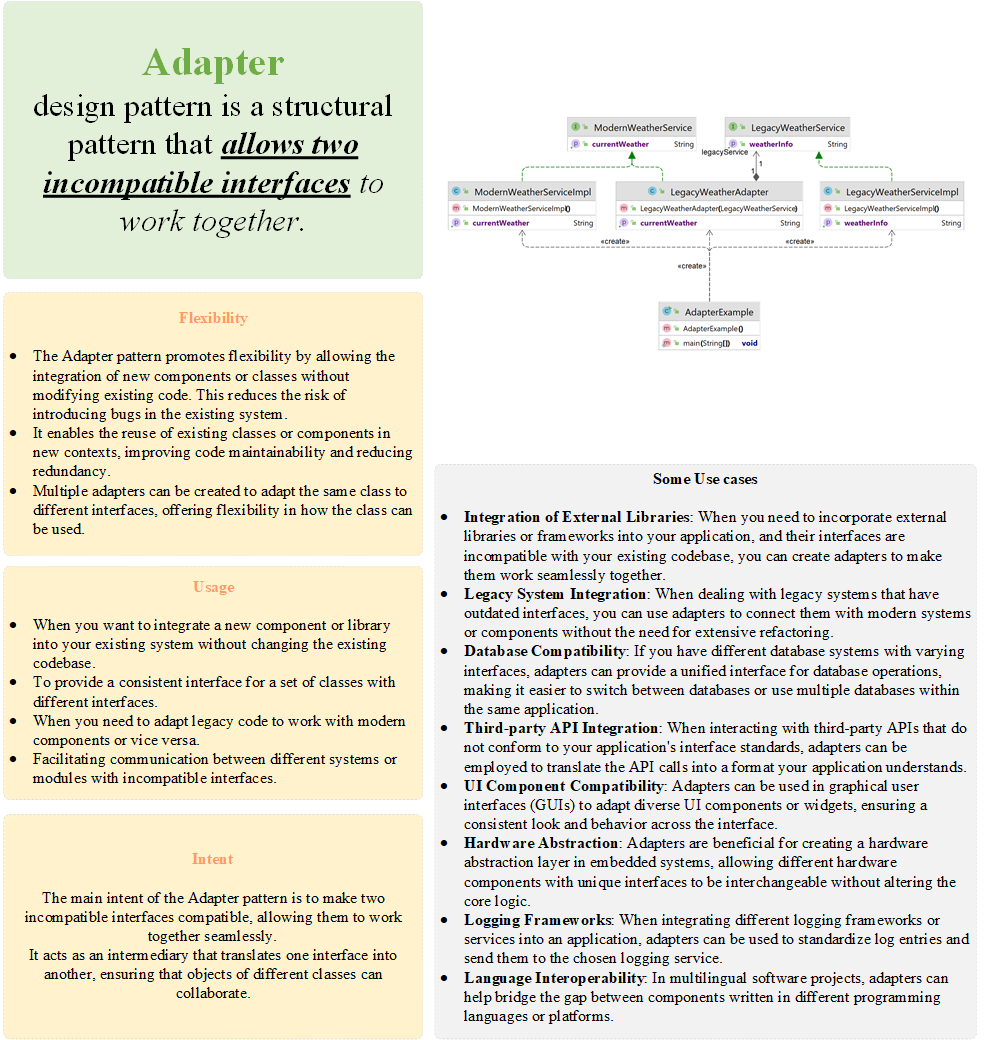 Adapter
design pattern is a structural
pattern that allows two
incompatible interfaces to
work together.
Flexibility
● The Adapter pattern promotes flexibility by allowing the
integration of new components or classes without
modifying existing code. This reduces the risk of
introducing bugs in the existing system.
● It enables the reuse of existing classes or components in
new contexts, improving code maintainability and reducing
redundancy.
● Multiple adapters can be created to adapt the same class to
different interfaces, offering flexibility in how the class can
be used.
Usage
● When you want to integrate a new component or library
into your existing system without changing the existing
codebase.
● To provide a consistent interface for a set of classes with
different interfaces.
● When you need to adapt legacy code to work with modern
components or vice versa.
● Facilitating communication between different systems or
modules with incompatible interfaces.
Intent
The main intent of the Adapter pattern is to make two
incompatible interfaces compatible, allowing them to work
together seamlessly.
It acts as an intermediary that translates one interface into
another, ensuring that objects of different classes can
collaborate.
I ModernWeatherService
p currentWeather String
I LegacyWeatherService
p weatherInfo String
legacyService
1
1
C ModernWeatherServiceImpl
m ModernWeatherServiceImpl()
p currentWeather String
C LegacyWeatherAdapter
m LegacyWeatherAdapter(LegacyWeatherService)
p currentWeather String
C LegacyWeatherServiceImpl
m LegacyWeatherServiceImpl()
p weatherInfo String
«create»
«create»
«create»
C AdapterExample
m AdapterExample()
m main(String[]) void
Some Use cases
● Integration of External Libraries: When you need to incorporate external
libraries or frameworks into your application, and their interfaces are
incompatible with your existing codebase, you can create adapters to make
them work seamlessly together.
● Legacy System Integration: When dealing with legacy systems that have
outdated interfaces, you can use adapters to connect them with modern systems
or components without the need for extensive refactoring.
● Database Compatibility: If you have different database systems with varying
interfaces, adapters can provide a unified interface for database operations,
making it easier to switch between databases or use multiple databases within
the same application.
● Third-party API Integration: When interacting with third-party APIs that do
not conform to your application's interface standards, adapters can be
employed to translate the API calls into a format your application understands.
● UI Component Compatibility: Adapters can be used in graphical user
interfaces (GUIs) to adapt diverse UI components or widgets, ensuring a
consistent look and behavior across the interface.
● Hardware Abstraction: Adapters are beneficial for creating a hardware
abstraction layer in embedded systems, allowing different hardware
components with unique interfaces to be interchangeable without altering the
core logic.
● Logging Frameworks: When integrating different logging frameworks or
services into an application, adapters can be used to standardize log entries and
send them to the chosen logging service.
● Language Interoperability: In multilingual software projects, adapters can
help bridge the gap between components written in different programming
languages or platforms.